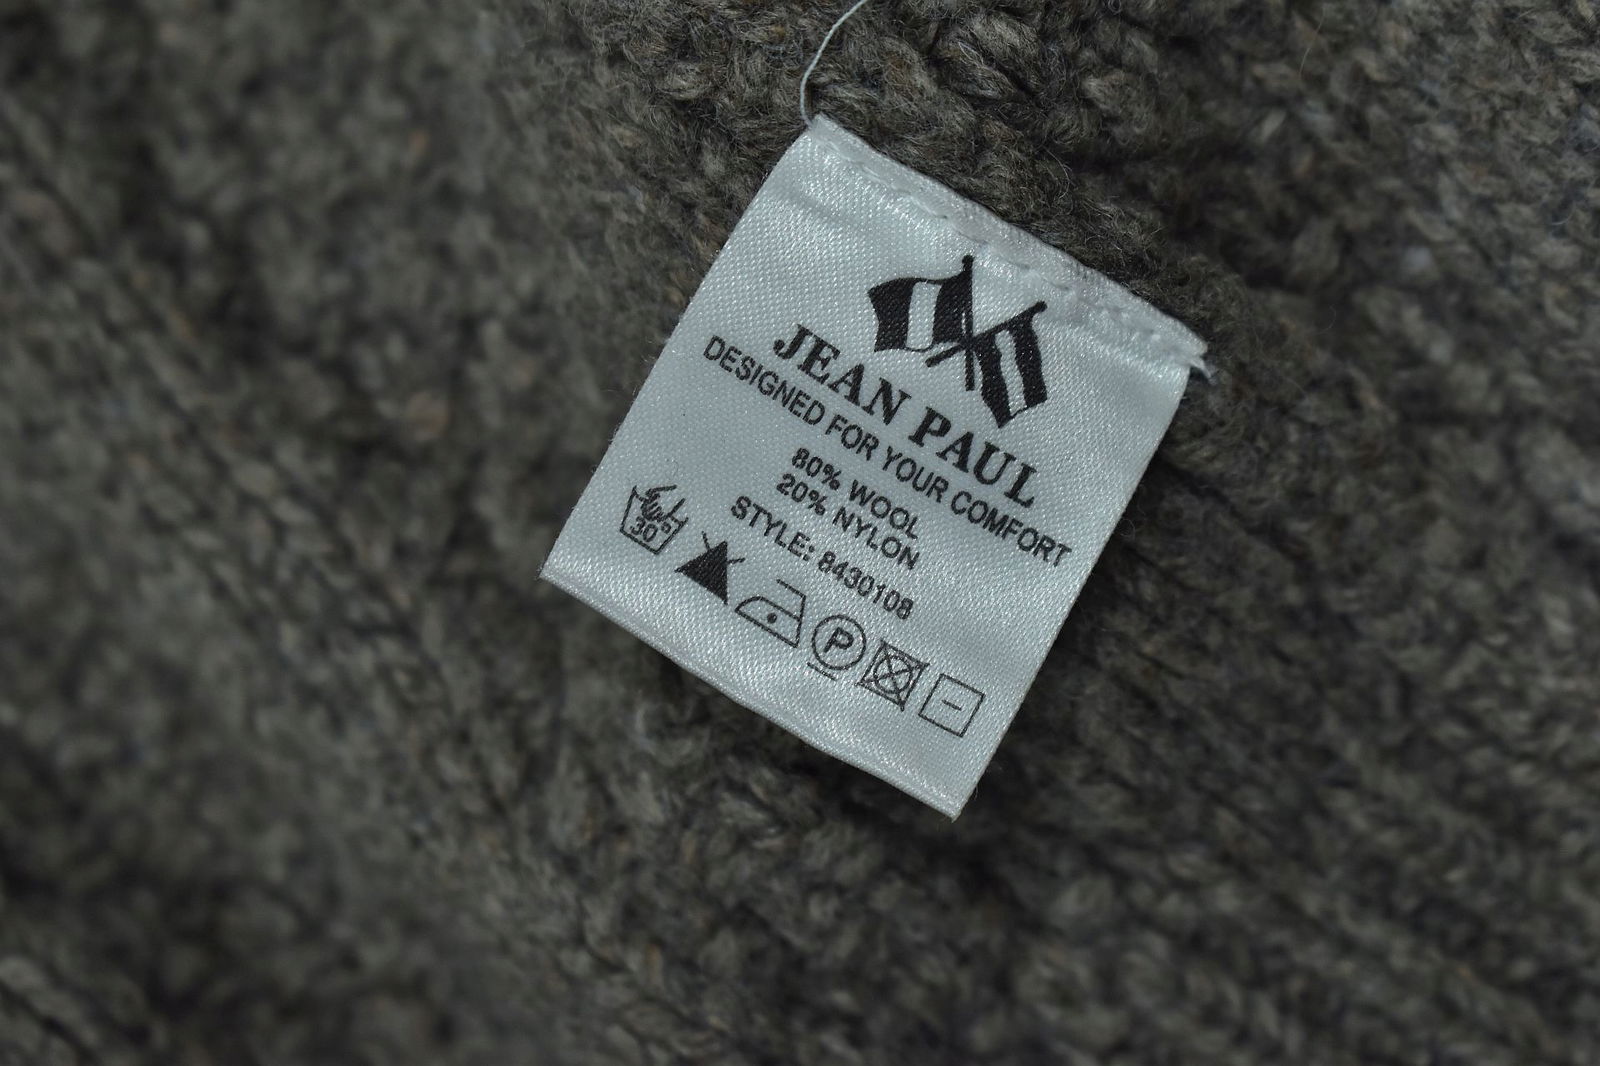 JEAN PAUL
DESIGNED FOR YOUR COMFORT
80% WOOL
20% NYLON
STYLE: 8430108
30°
P